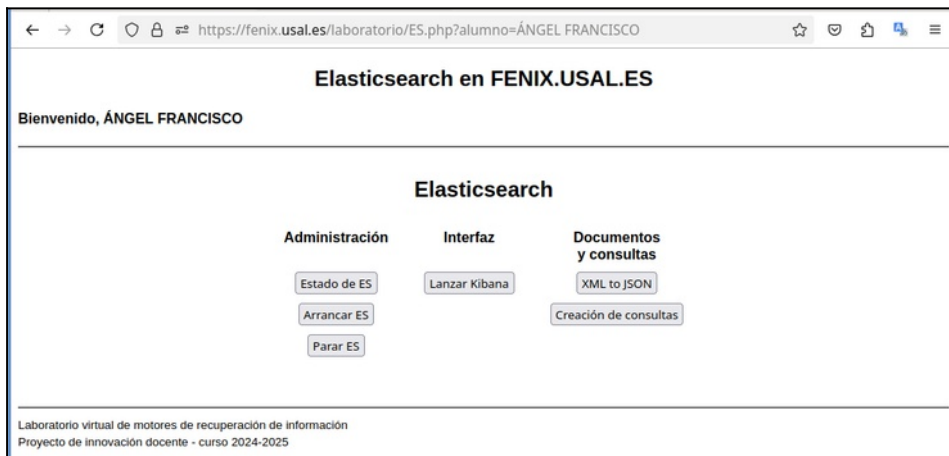 https://fenix.usal.es/laboratorio/ES.php?alumno=ÁNGEL FRANCISCO
Elasticsearch en FENIX.USAL.ES
Bienvenido, ÁNGEL FRANCISCO
Elasticsearch
Administración Interfaz Documentos
y consultas
Estado de ES Lanzar Kibana XML to JSON
Arrancar ES Creación de consultas
Parar ES
Laboratorio virtual de motores de recuperación de información
Proyecto de innovación docente - curso 2024-2025